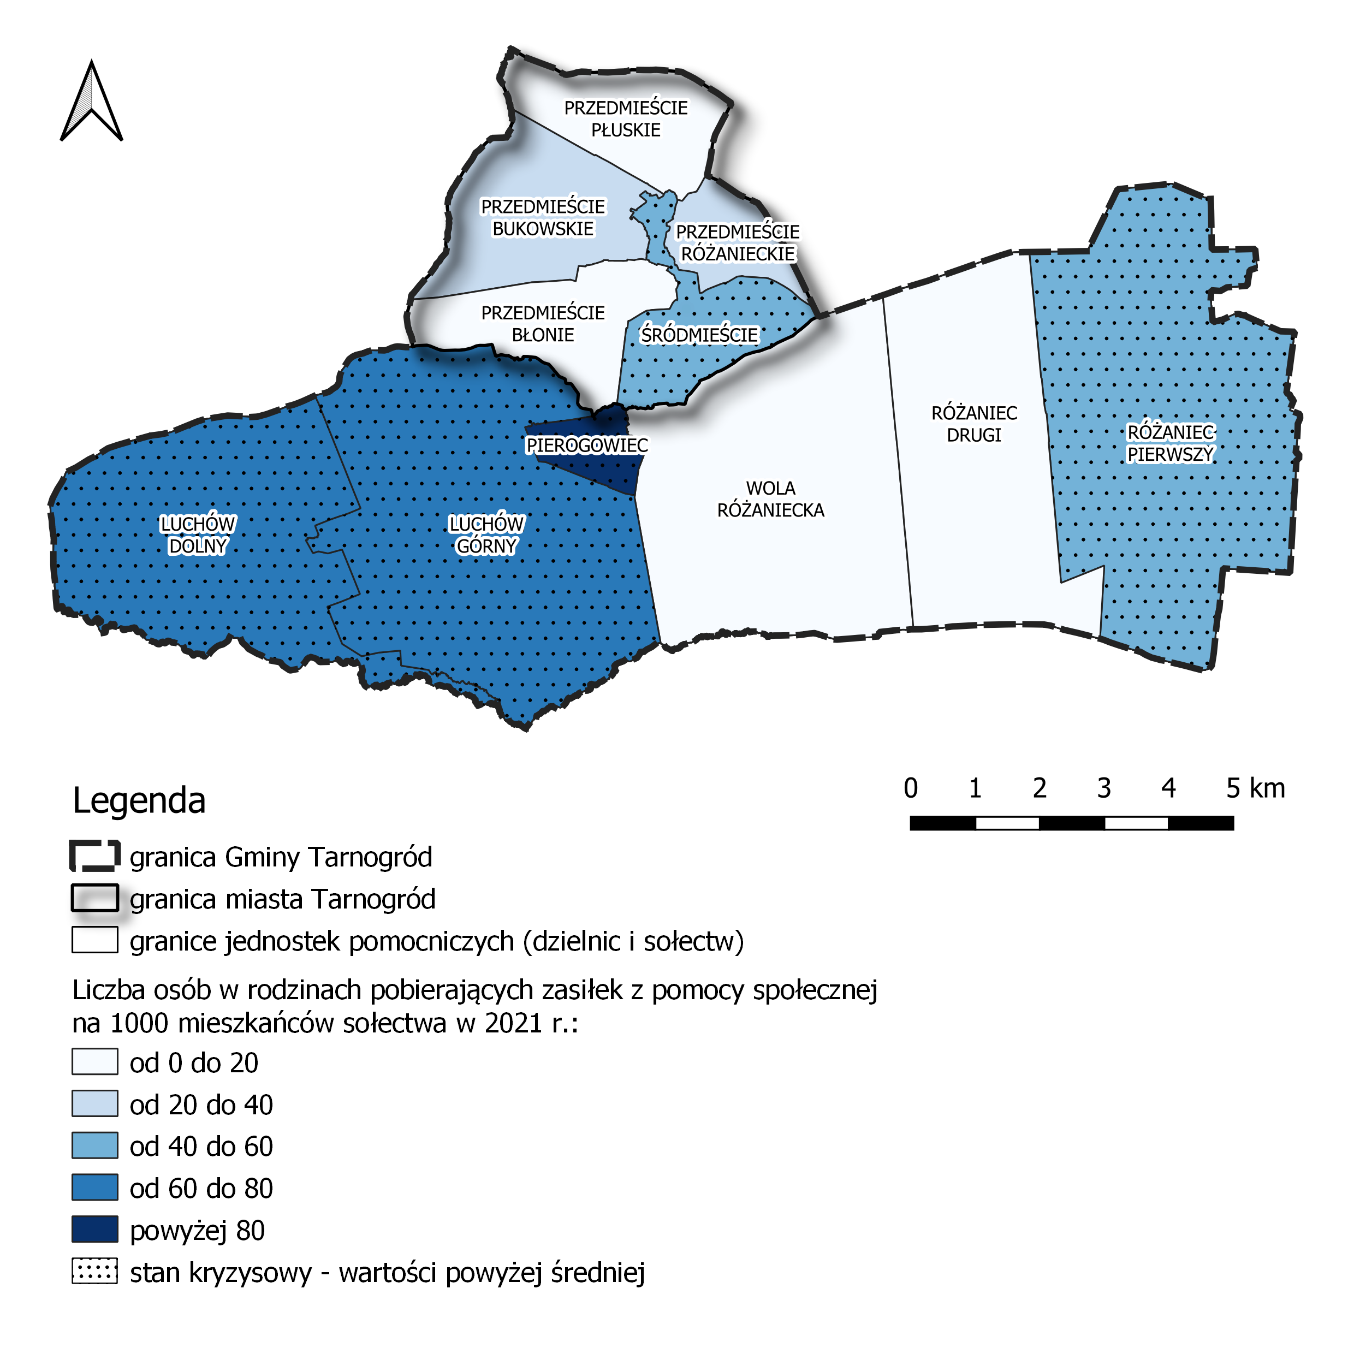 PRZEDMIEŚCIE
PŁUSKIE
PRZEDMIEŚCIE
BUKOWSKIE
PRZEDMIEŚCIE
RÓŻANIECKIE
PRZEDMIEŚCIE
BŁONIE
ŚRÓDMIEŚCIE
PIEROGOWIEC
RÓŻANIEC
DRUGI
RÓŻANIEC
PIERWSZY
WOLA
RÓŻANIECKA
LUCHÓW
DOLNY
LUCHÓW
GÓRNY
0 1 2 3 4 5 km
Legenda
granica Gminy Tarnogród
granica miasta Tarnogród
granice jednostek pomocniczych (dzielnic i sołectw)
Liczba osób w rodzinach pobierających zasiłek z pomocy społecznej
na 1000 mieszkańców sołectwa w 2021 r.:
od 0 do 20
od 20 do 40
od 40 do 60
od 60 do 80
powyżej 80
stan kryzysowy - wartości powyżej średniej